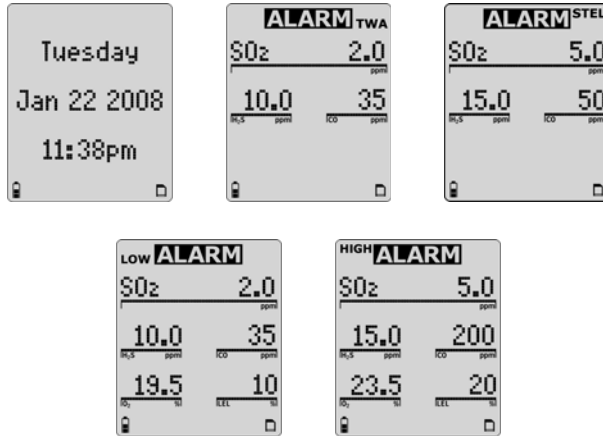 Tuesday
Jan 22 2008
11:38pm
ALARM TWA
SO2 2.0
ppm
10.0 35
H2S ppm CO ppm
ALARM STEL
SO2 5.0
ppm
15.0 50
H2S ppm CO ppm
LOW ALARM
SO2 2.0
ppm
10.0 35
H2S ppm CO ppm
19.5 10
O2 % LEL %
HIGH ALARM
SO2 5.0
ppm
15.0 200
H2S ppm CO ppm
23.5 20
O2 % LEL %